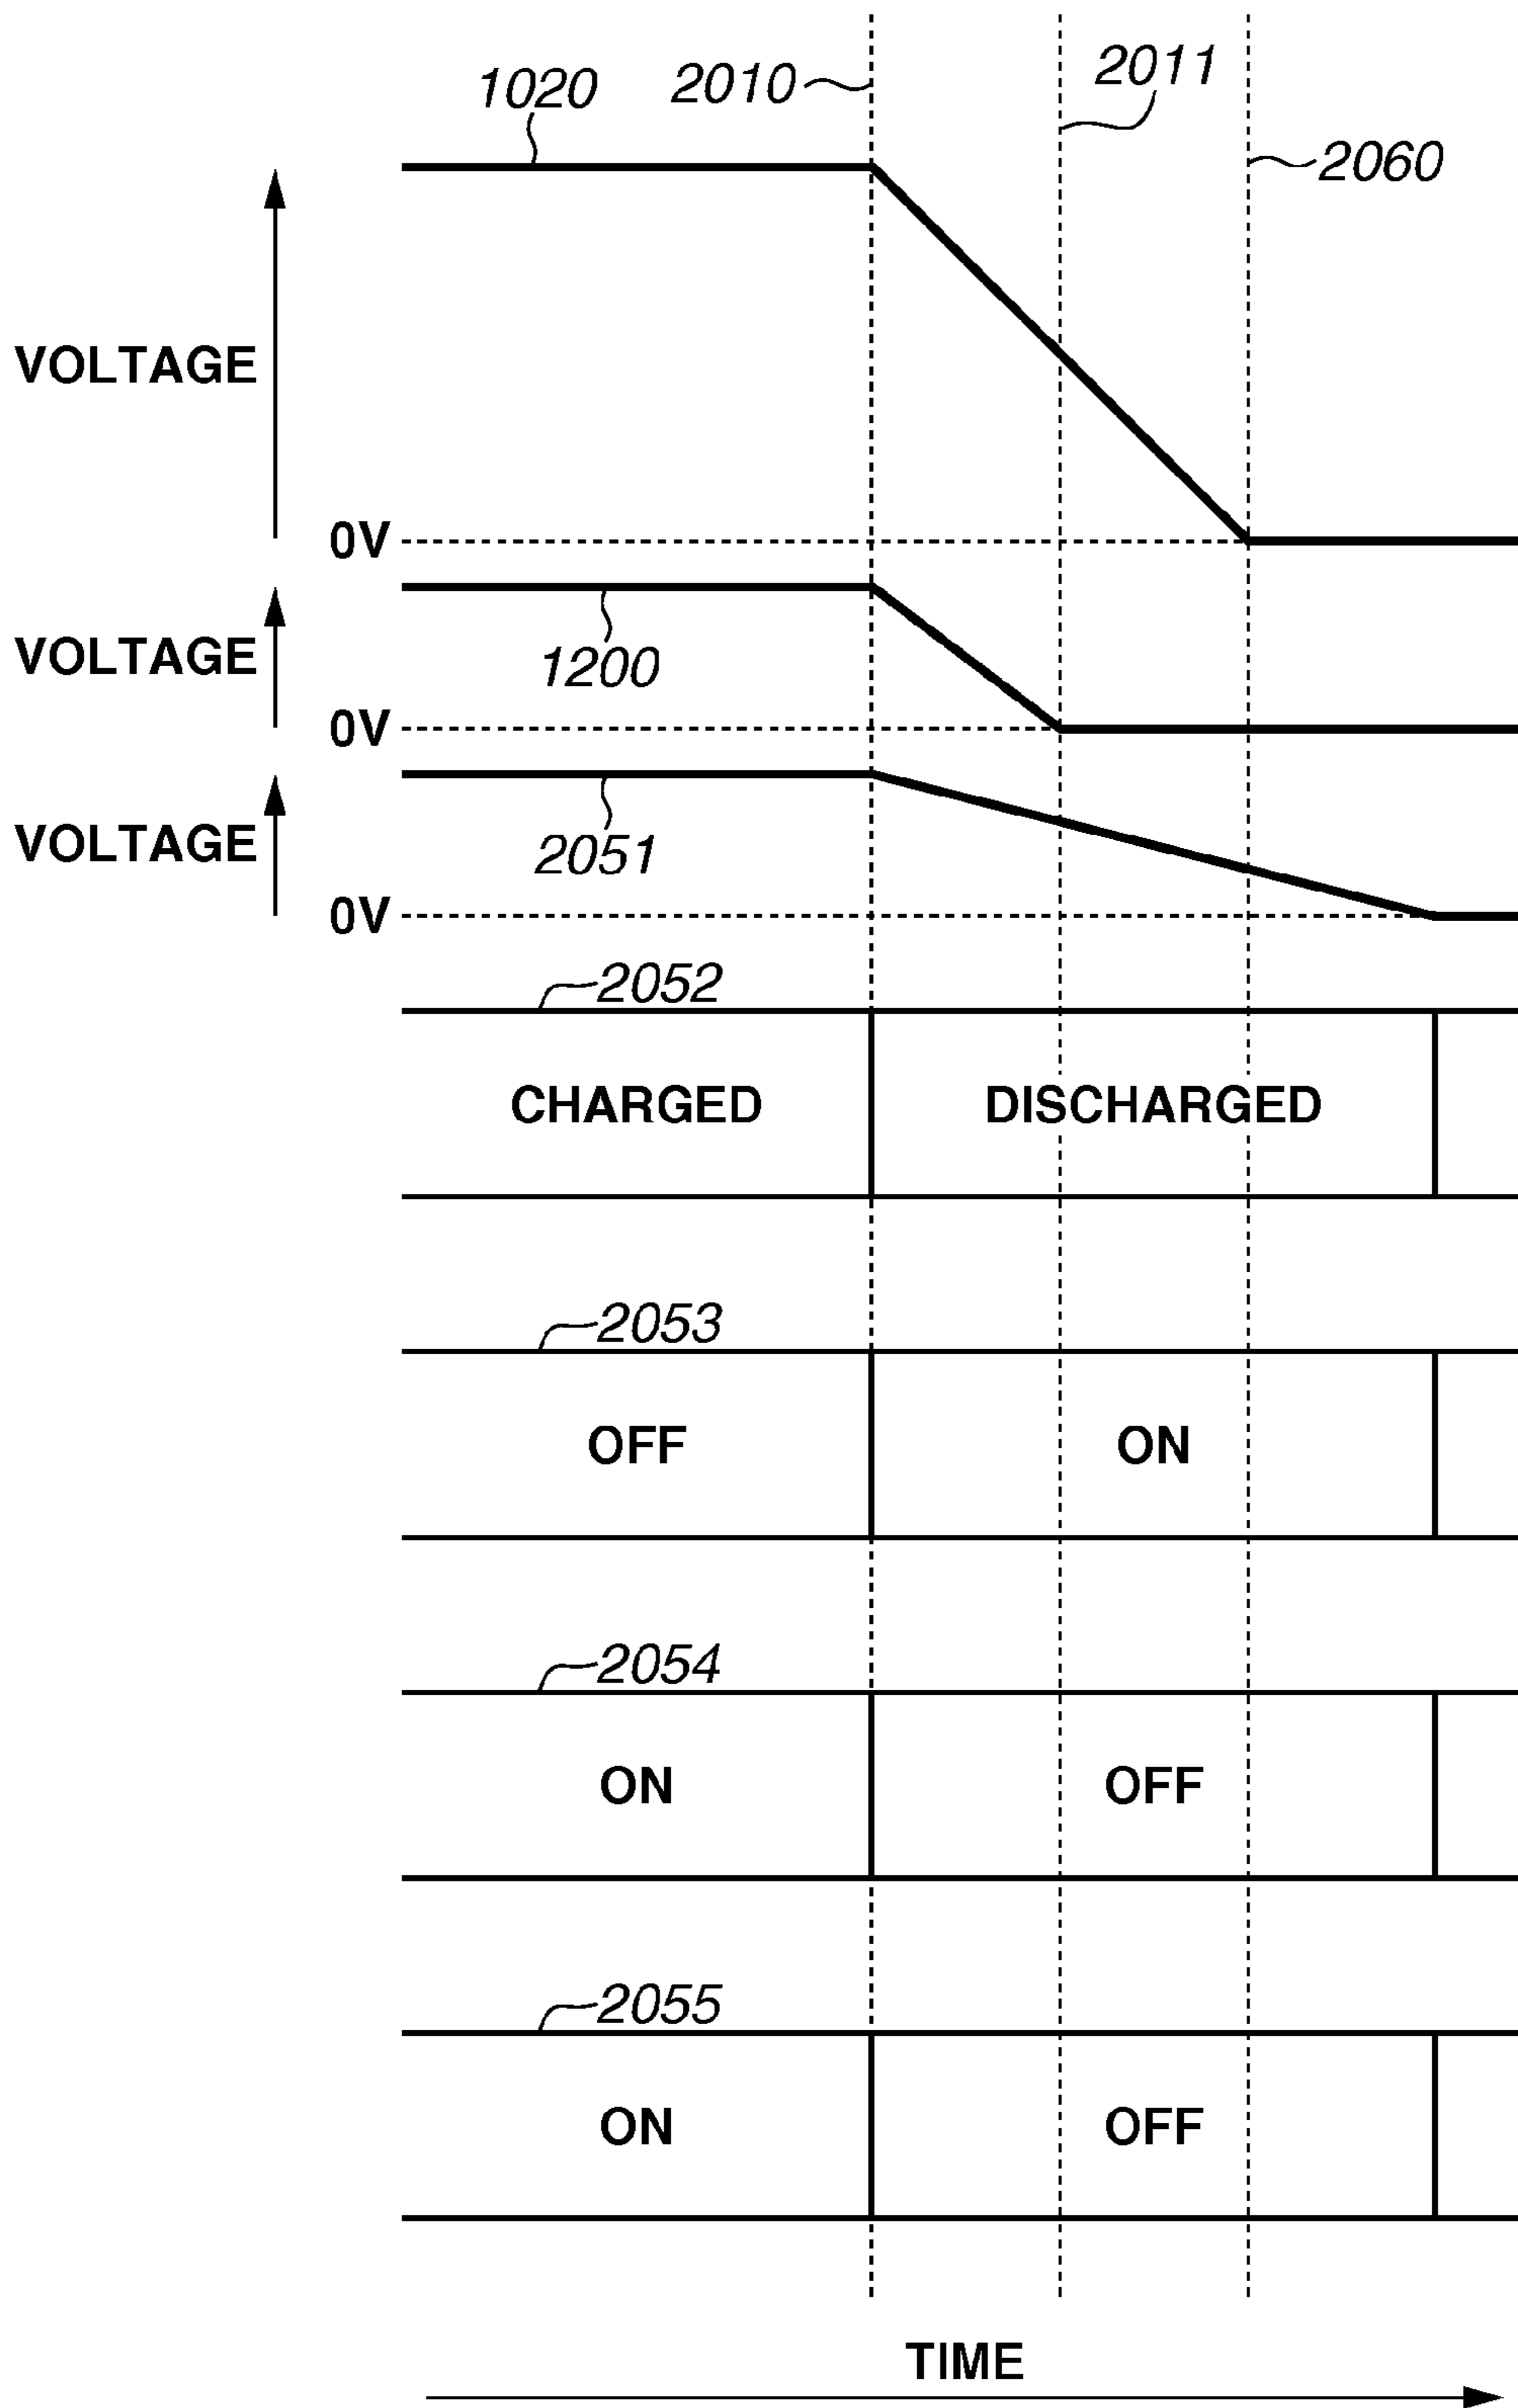 1020
2010
2011
2060
VOLTAGE
0V
VOLTAGE
1200
0V
VOLTAGE
2051
0V
2052
CHARGED
DISCHARGED
2053
OFF
ON
2054
ON
OFF
2055
ON
OFF
TIME